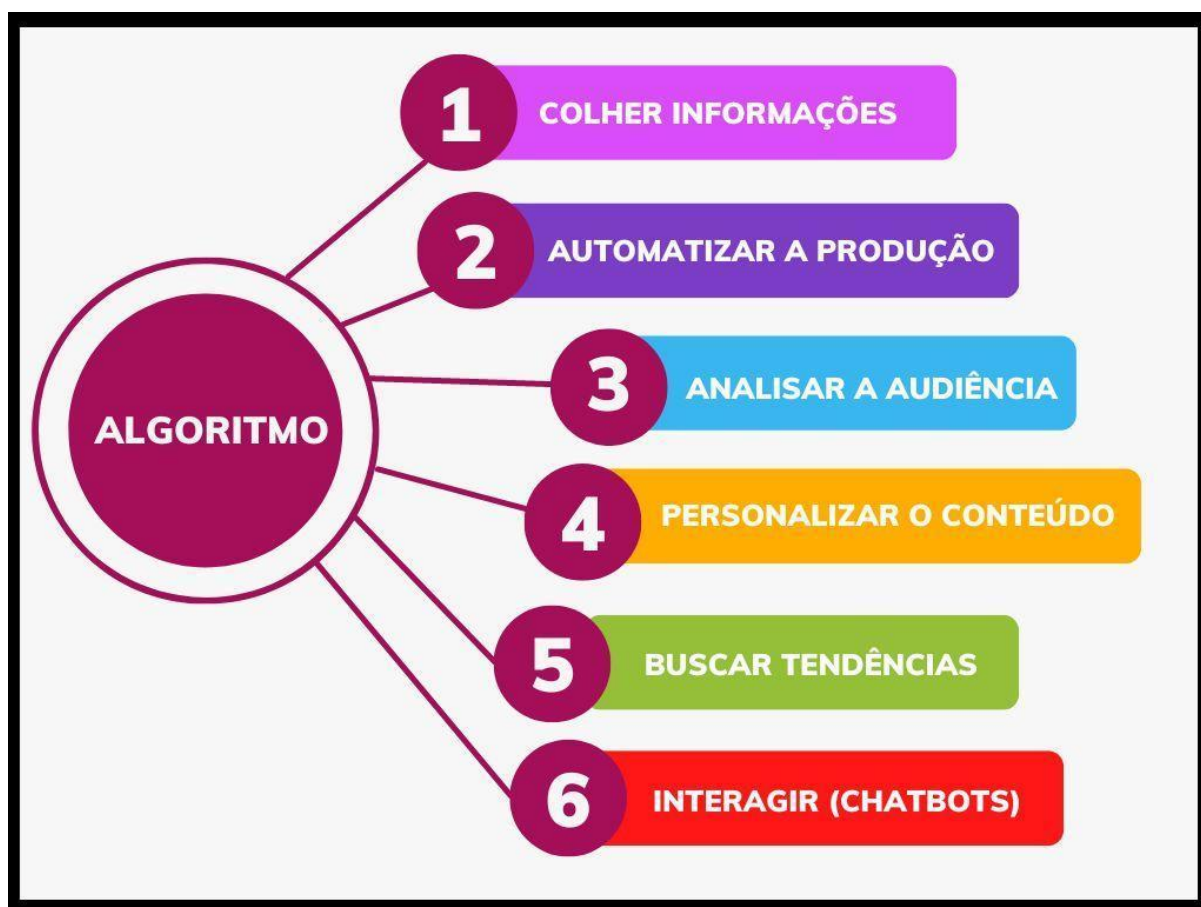 1
COLHER INFORMAÇÕES
2
AUTOMATIZAR A PRODUÇÃO
3
ANALISAR A AUDIÊNCIA
ALGORITMO
4
PERSONALIZAR O CONTEÚDO
5
BUSCAR TENDÊNCIAS
6
INTERAGIR (CHATBOTS)